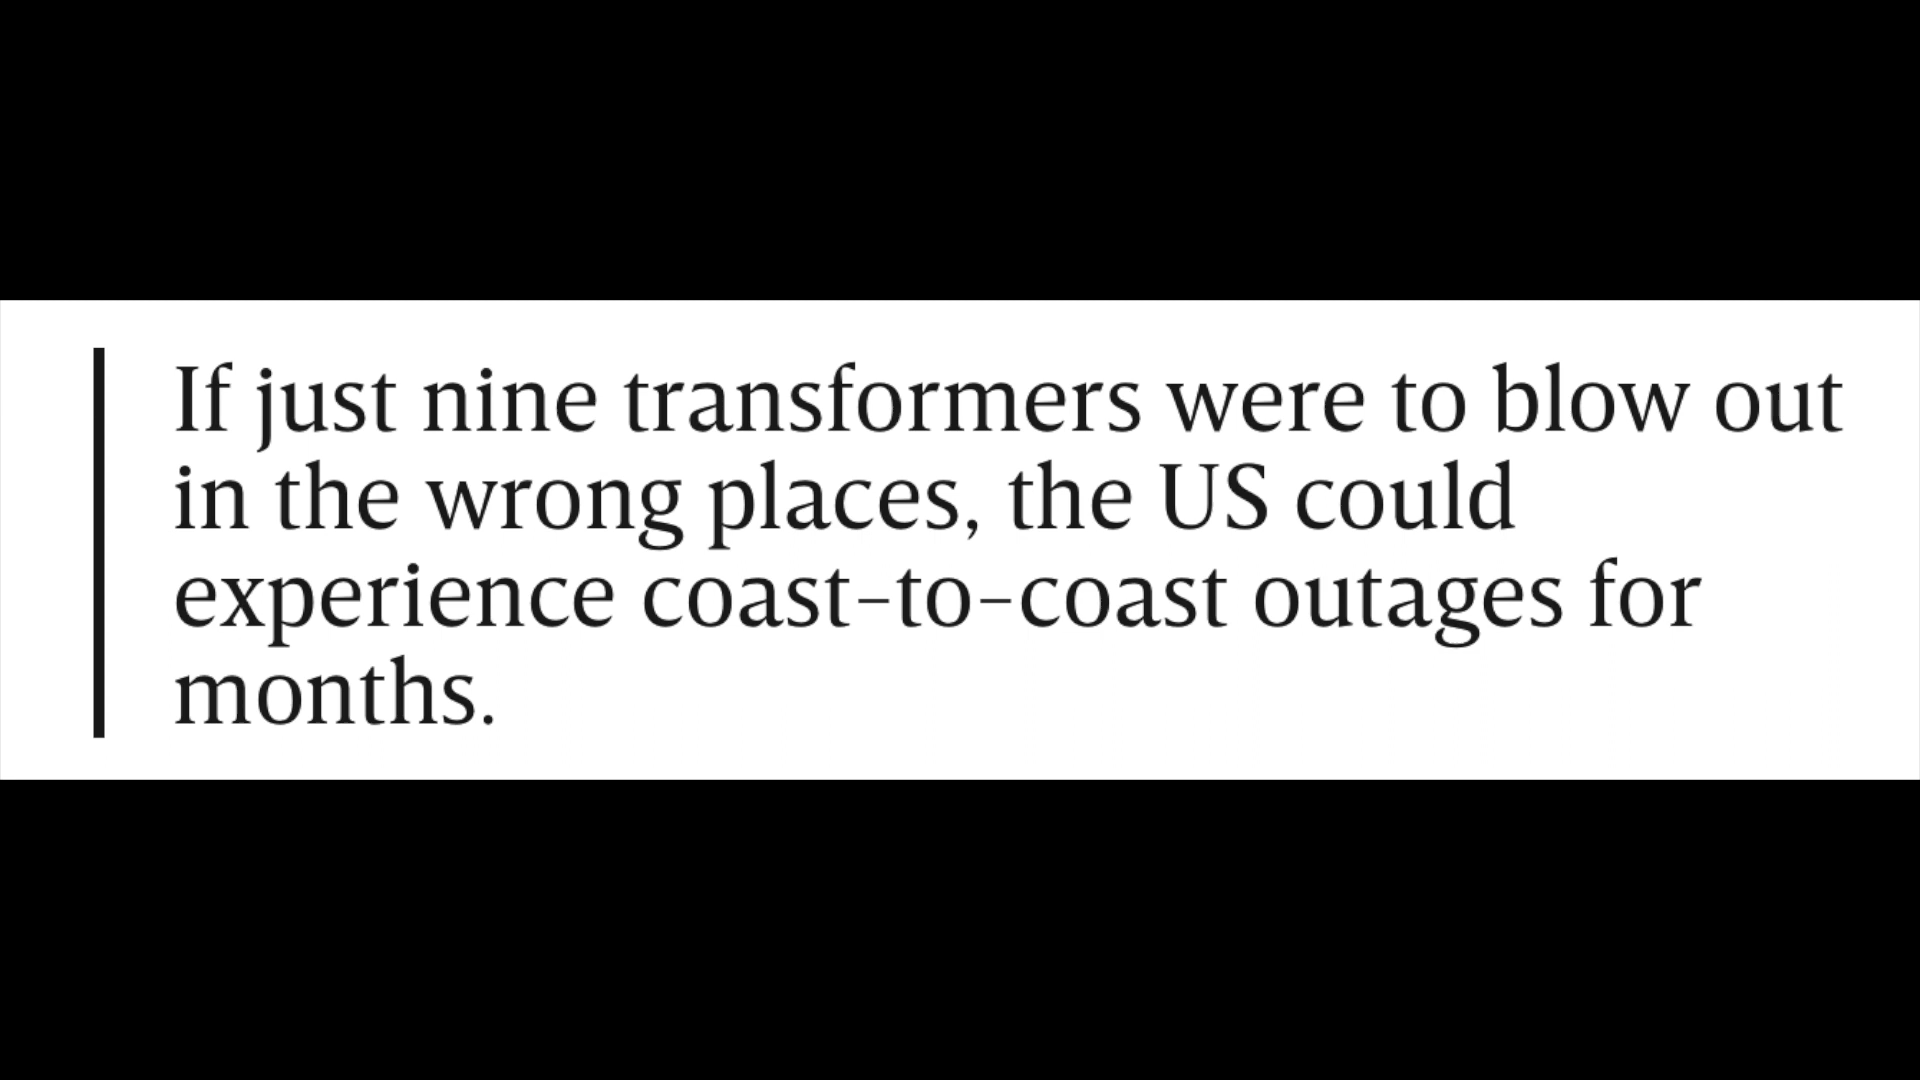 If just nine transformers were to blow out
in the wrong places, the US could
experience coast-to-coast outages for
months.